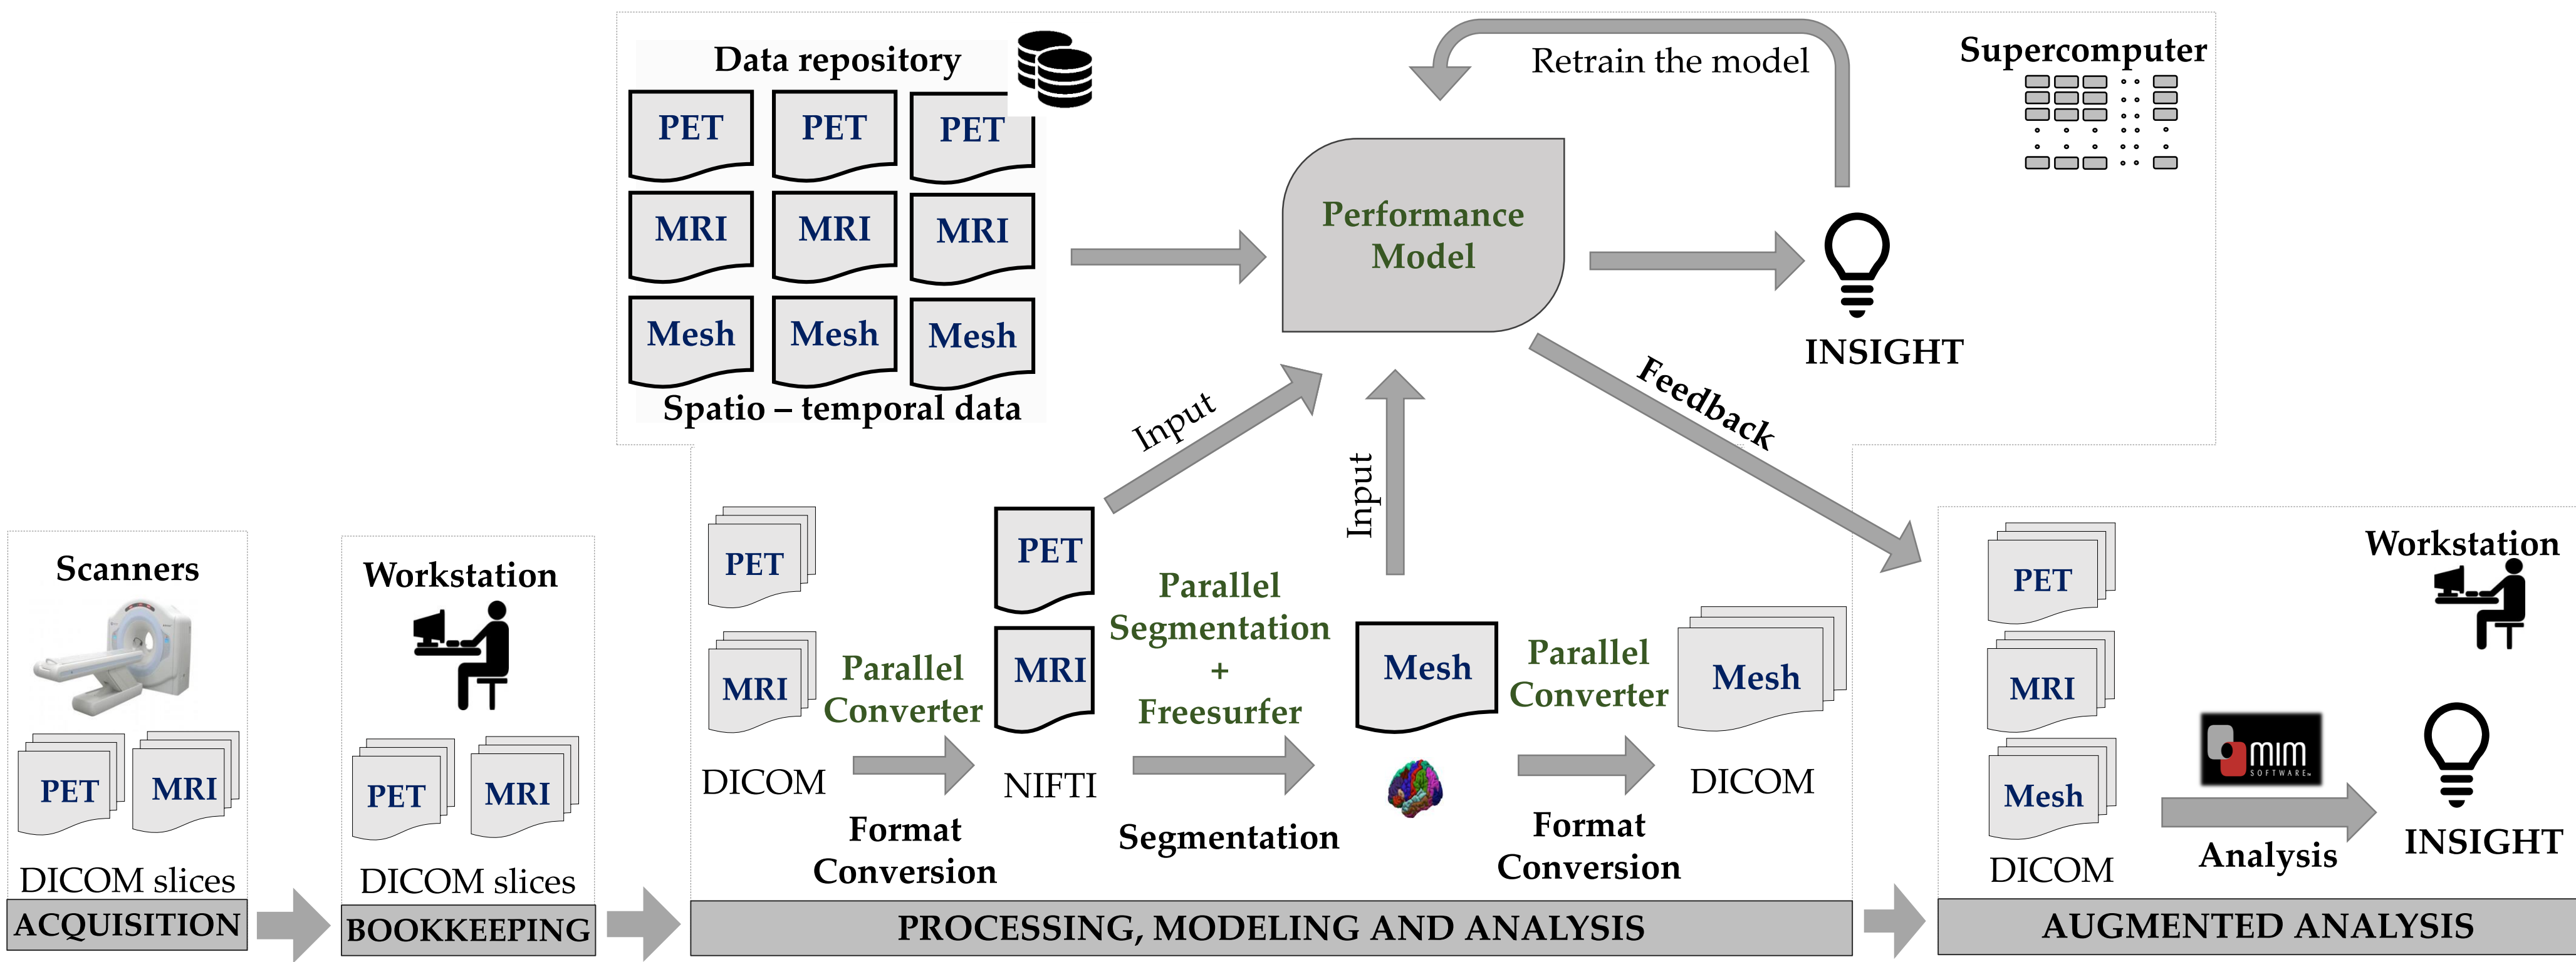 Data repository
PET
PET
PET
MRI
MRI
MRI
Mesh
Mesh
Mesh
Spatio – temporal data
Retrain the model
Supercomputer
Performance
Model
INSIGHT
Input
Input
Feedback
Scanners
PET
MRI
DICOM slices
ACQUISITION
Workstation
PET
MRI
DICOM slices
BOOKKEEPING
PET
MRI
DICOM
Parallel
Converter
Format
Conversion
PET
MRI
NIFTI
Parallel
Segmentation
+
Freesurfer
Segmentation
Mesh
Parallel
Converter
Format
Conversion
Mesh
DICOM
PROCESSING, MODELING AND ANALYSIS
PET
MRI
Mesh
DICOM
Workstation
mim
SOFTWARE
Analysis
INSIGHT
AUGMENTED ANALYSIS